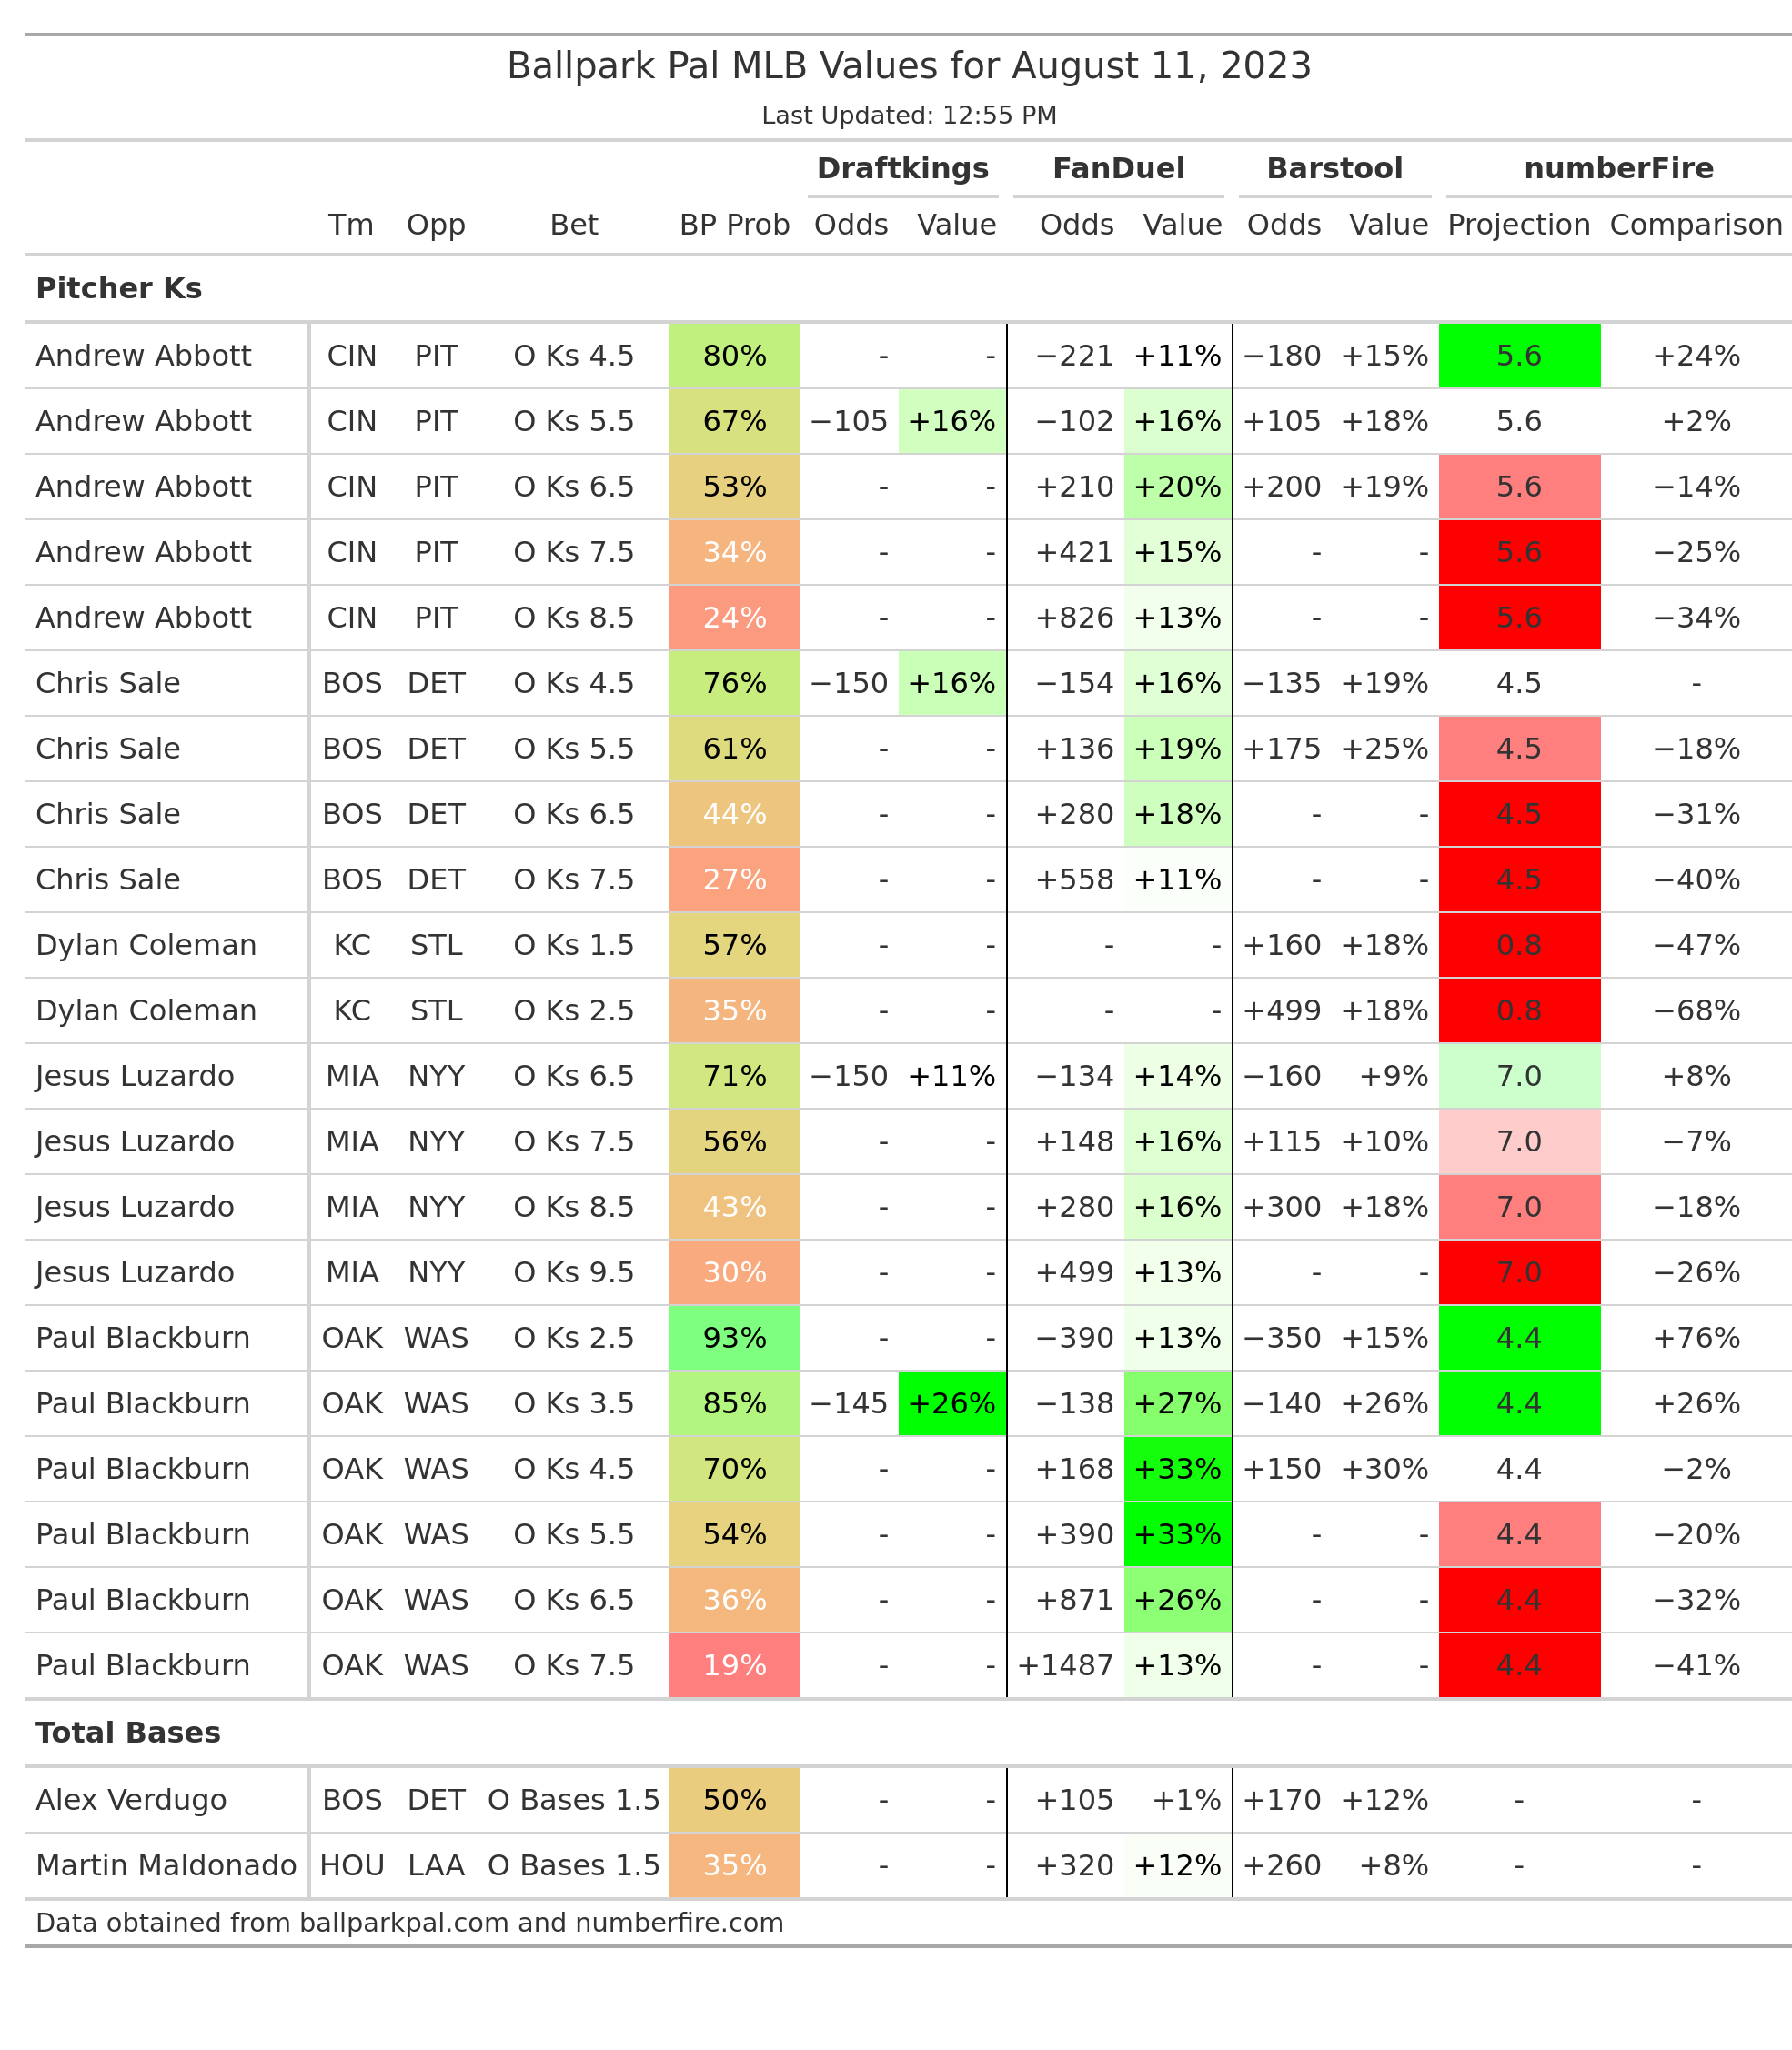 Ballpark Pal MLB Values for August 11, 2023
Last Updated: 12:55 PM
Draftkings FanDuel Barstool numberFire
Tm Opp Bet BP Prob Odds Value Odds Value Odds Value Projection Comparison
Pitcher Ks
Andrew Abbott CIN PIT O Ks 4.5 80% - - −221 +11% −180 +15% 5.6 +24%
Andrew Abbott CIN PIT O Ks 5.5 67% −105 +16% −102 +16% +105 +18% 5.6 +2%
Andrew Abbott CIN PIT O Ks 6.5 53% - - +210 +20% +200 +19% 5.6 −14%
Andrew Abbott CIN PIT O Ks 7.5 34% - - +421 +15% - - 5.6 −25%
Andrew Abbott CIN PIT O Ks 8.5 24% - - +826 +13% - - 5.6 −34%
Chris Sale BOS DET O Ks 4.5 76% −150 +16% −154 +16% −135 +19% 4.5 -
Chris Sale BOS DET O Ks 5.5 61% - - +136 +19% +175 +25% 4.5 −18%
Chris Sale BOS DET O Ks 6.5 44% - - +280 +18% - - 4.5 −31%
Chris Sale BOS DET O Ks 7.5 27% - - +558 +11% - - 4.5 −40%
Dylan Coleman KC STL O Ks 1.5 57% - - - - +160 +18% 0.8 −47%
Dylan Coleman KC STL O Ks 2.5 35% - - - - +499 +18% 0.8 −68%
Jesus Luzardo MIA NYY O Ks 6.5 71% −150 +11% −134 +14% −160 +9% 7.0 +8%
Jesus Luzardo MIA NYY O Ks 7.5 56% - - +148 +16% +115 +10% 7.0 −7%
Jesus Luzardo MIA NYY O Ks 8.5 43% - - +280 +16% +300 +18% 7.0 −18%
Jesus Luzardo MIA NYY O Ks 9.5 30% - - +499 +13% - - 7.0 −26%
Paul Blackburn OAK WAS O Ks 2.5 93% - - −390 +13% −350 +15% 4.4 +76%
Paul Blackburn OAK WAS O Ks 3.5 85% −145 +26% −138 +27% −140 +26% 4.4 +26%
Paul Blackburn OAK WAS O Ks 4.5 70% - - +168 +33% +150 +30% 4.4 −2%
Paul Blackburn OAK WAS O Ks 5.5 54% - - +390 +33% - - 4.4 −20%
Paul Blackburn OAK WAS O Ks 6.5 36% - - +871 +26% - - 4.4 −32%
Paul Blackburn OAK WAS O Ks 7.5 19% - - +1487 +13% - - 4.4 −41%
Total Bases
Alex Verdugo BOS DET O Bases 1.5 50% - - +105 +1% +170 +12% - -
Martin Maldonado HOU LAA O Bases 1.5 35% - - +320 +12% +260 +8% - -
Data obtained from ballparkpal.com and numberfire.com